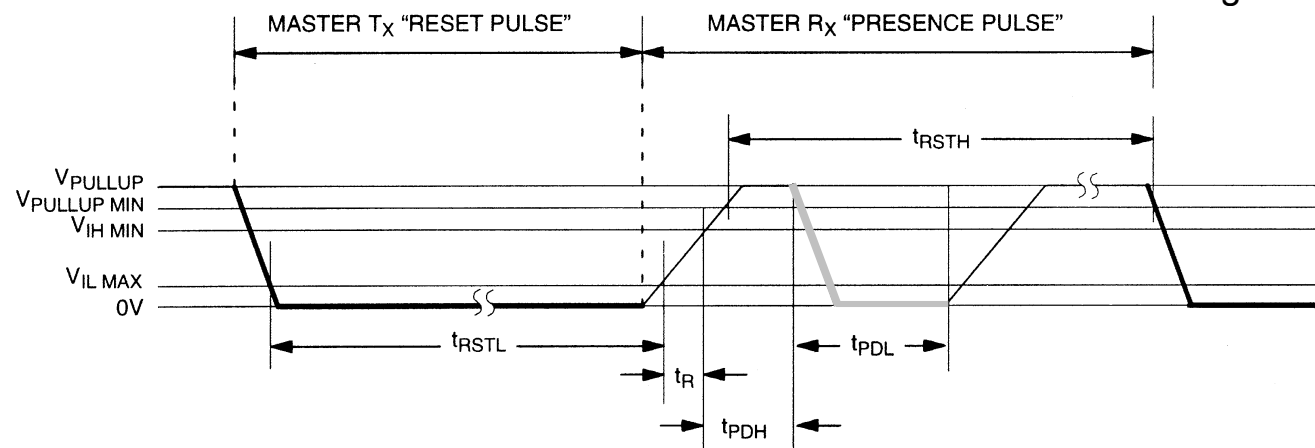 MASTER TX “RESET PULSE”
MASTER RX “PRESENCE PULSE”
g
tRSTH
VPULLUP
VPULLUP MIN
VIH MIN
VIL MAX
0V
tRSTL
tPDL
tR
tPDH